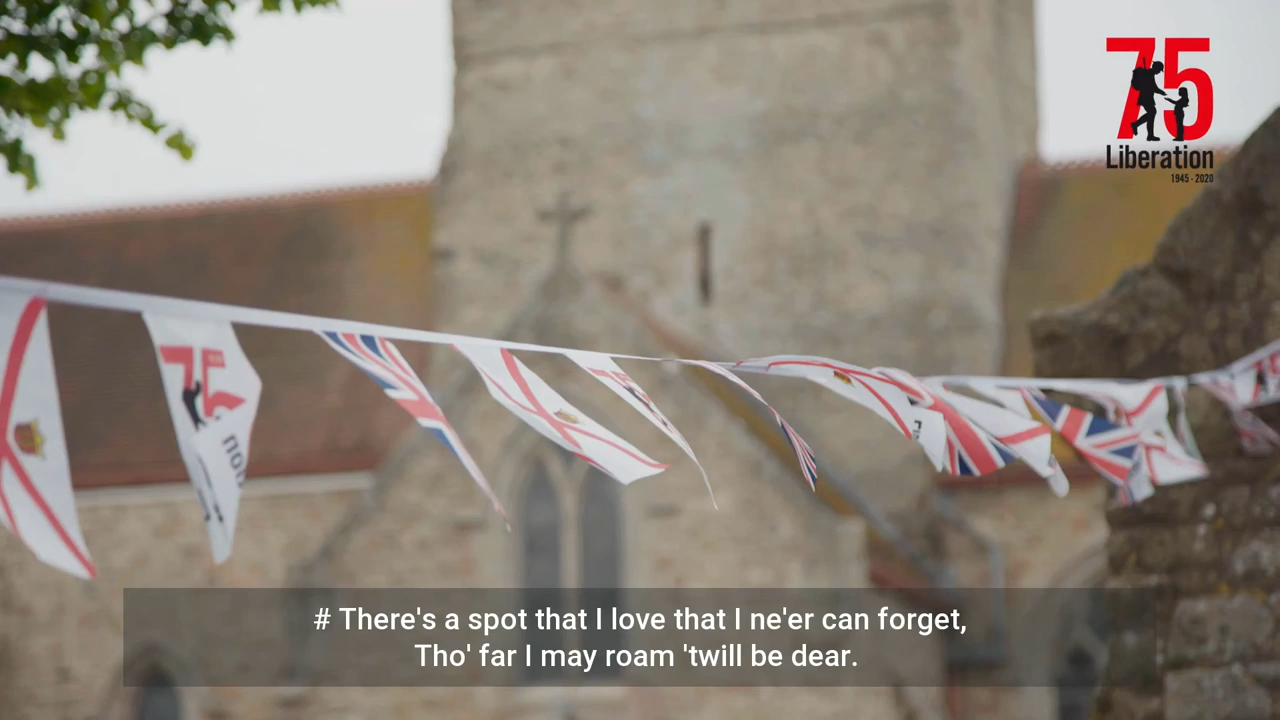 75
Liberation
1945 - 2020
75
# There's a spot that I love that I ne'er can forget,
Tho' far I may roam 'twill be dear.